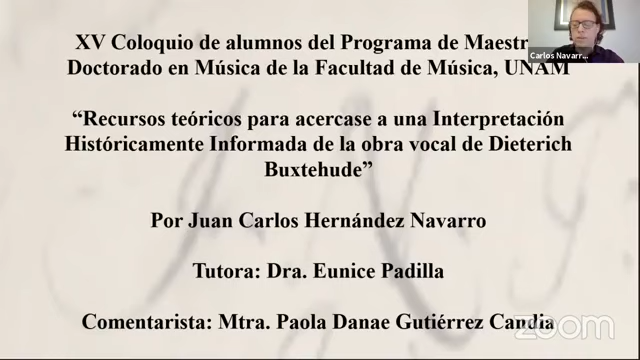 XV Coloquio de alumnos del Programa de Maestr
Doctorado en Música de la Facultad de Música, UNAM
“Recursos teóricos para acercase a una Interpretación
Históricamente Informada de la obra vocal de Dieterich
Buxtehude”
Por Juan Carlos Hernández Navarro
Tutora: Dra. Eunice Padilla
Comentarista: Mtra. Paola Danae Gutiérrez Candia
Carlos Navarr...
zoom